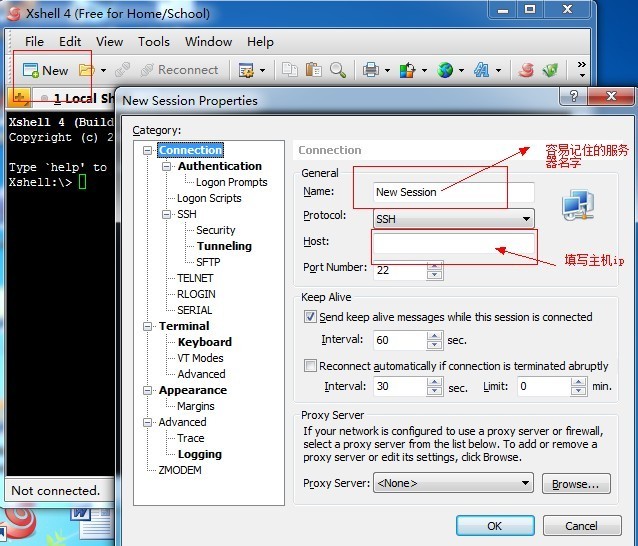 Xshell 4 (Free for Home/School)
File Edit View Tools Window Help
New Reconnect
1 Local Sh
Xshell 4 (Build
Copyright (c) 2
Type `help' to
Xshell:\>
Not connected.
New Session Properties
Category:
Connection
Authentication
Logon Prompts
Logon Scripts
SSH
Security
Tunneling
SFTP
TELNET
RLOGIN
SERIAL
Terminal
Keyboard
VT Modes
Advanced
Appearance
Margins
Advanced
Trace
Logging
ZMODEM
Connection
General
Name: New Session
容易记住的服务
器名字
Protocol: SSH
Host:
填写主机ip
Port Number: 22
Keep Alive
Send keep alive messages while this session is connected
Interval: 60 sec.
Reconnect automatically if connection is terminated abruptly
Interval: 30 sec. Limit: 0 min.
Proxy Server
If your network is configured to use a proxy server or firewall,
select a proxy server from the list below. To add or remove a
proxy server or edit its settings, click Browse.
Proxy Server: <None> Browse...
OK Cancel